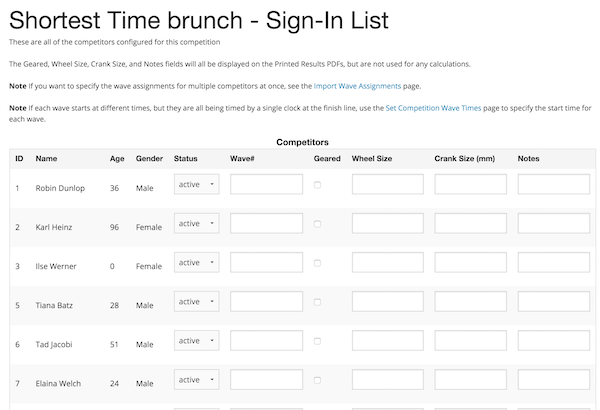 Shortest Time brunch - Sign-In List
These are all of the competitors configured for this competition
The Geared, Wheel Size, Crank Size, and Notes fields will all be displayed on the Printed Results PDFs, but are not used for any calculations.
Note If you want to specify the wave assignments for multiple competitors at once, see the Import Wave Assignments page.
Note If each wave starts at different times, but they are all being timed by a single clock at the finish line, use the Set Competition Wave Times page to specify the start time for
each wave.
Competitors
ID Name Age Gender Status Wave# Geared Wheel Size Crank Size (mm) Notes
1 Robin Dunlop 36 Male active
2 Karl Heinz 96 Female active
3 Ilse Werner 0 Female active
5 Tiana Batz 28 Male active
6 Tad Jacobi 51 Male active
7 Elaina Welch 24 Male active